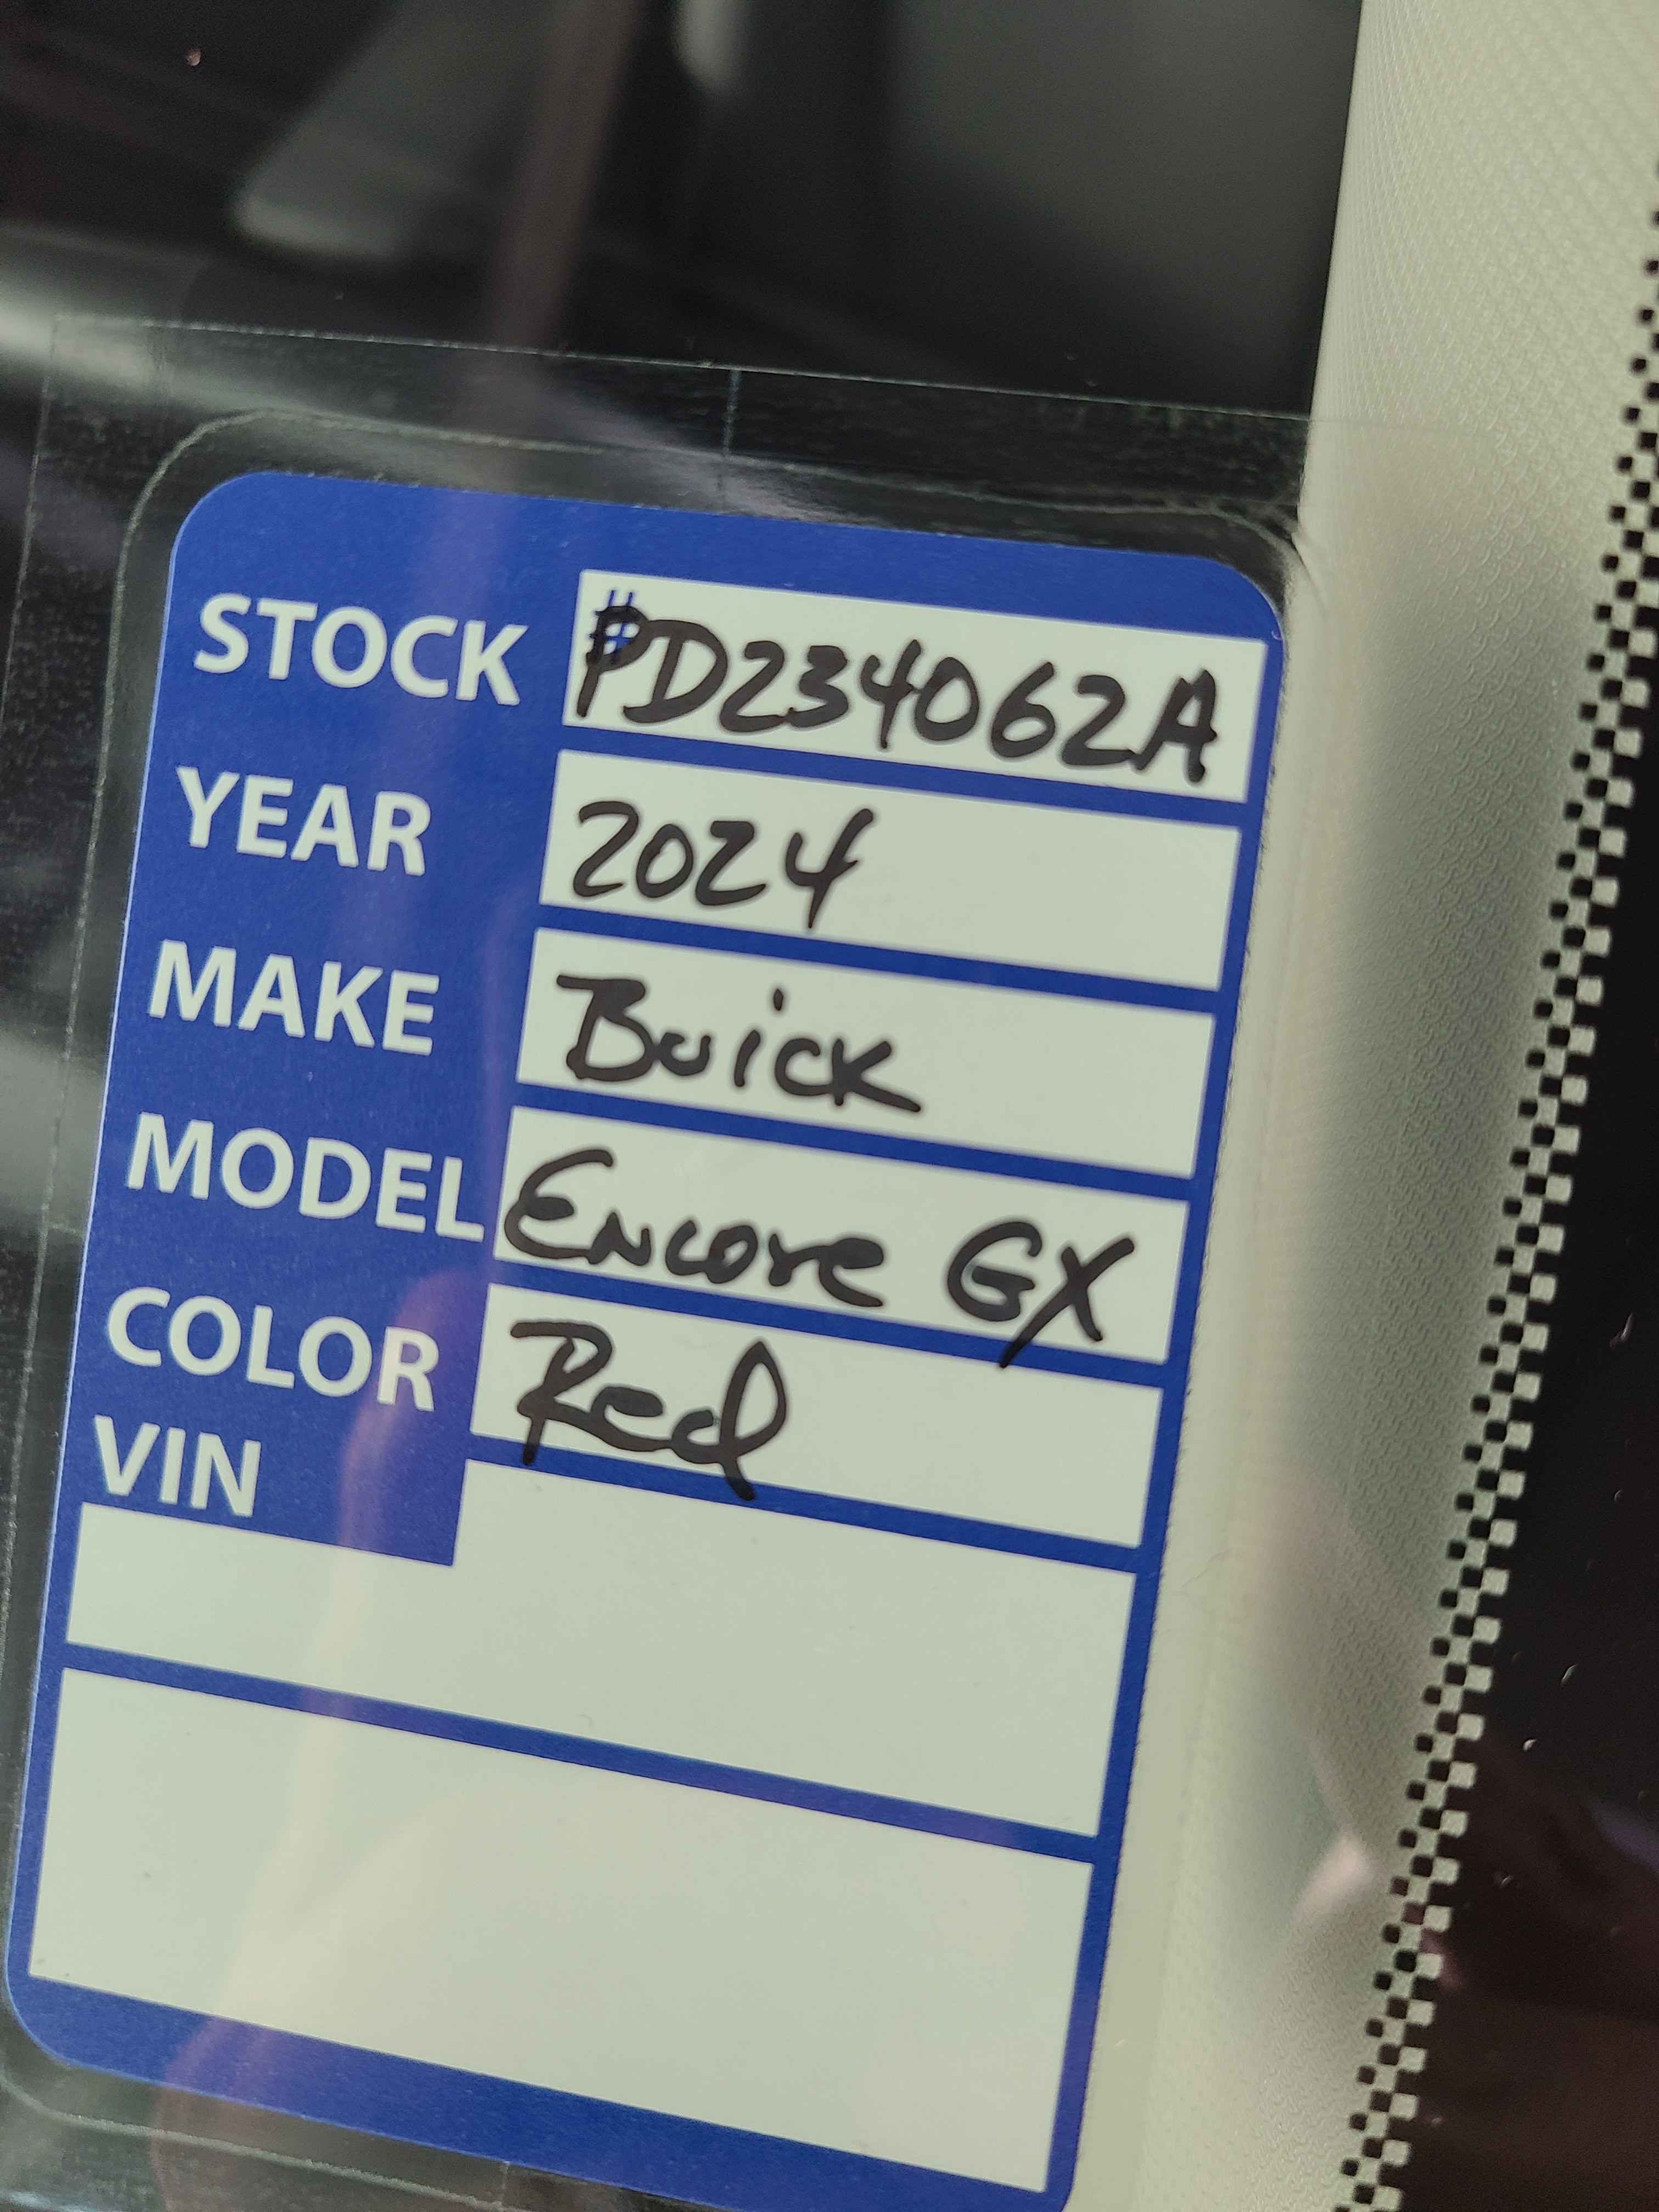 STOCK #PD234062A
YEAR 2024
MAKE Buick
MODEL Encore GX
COLOR Red
VIN